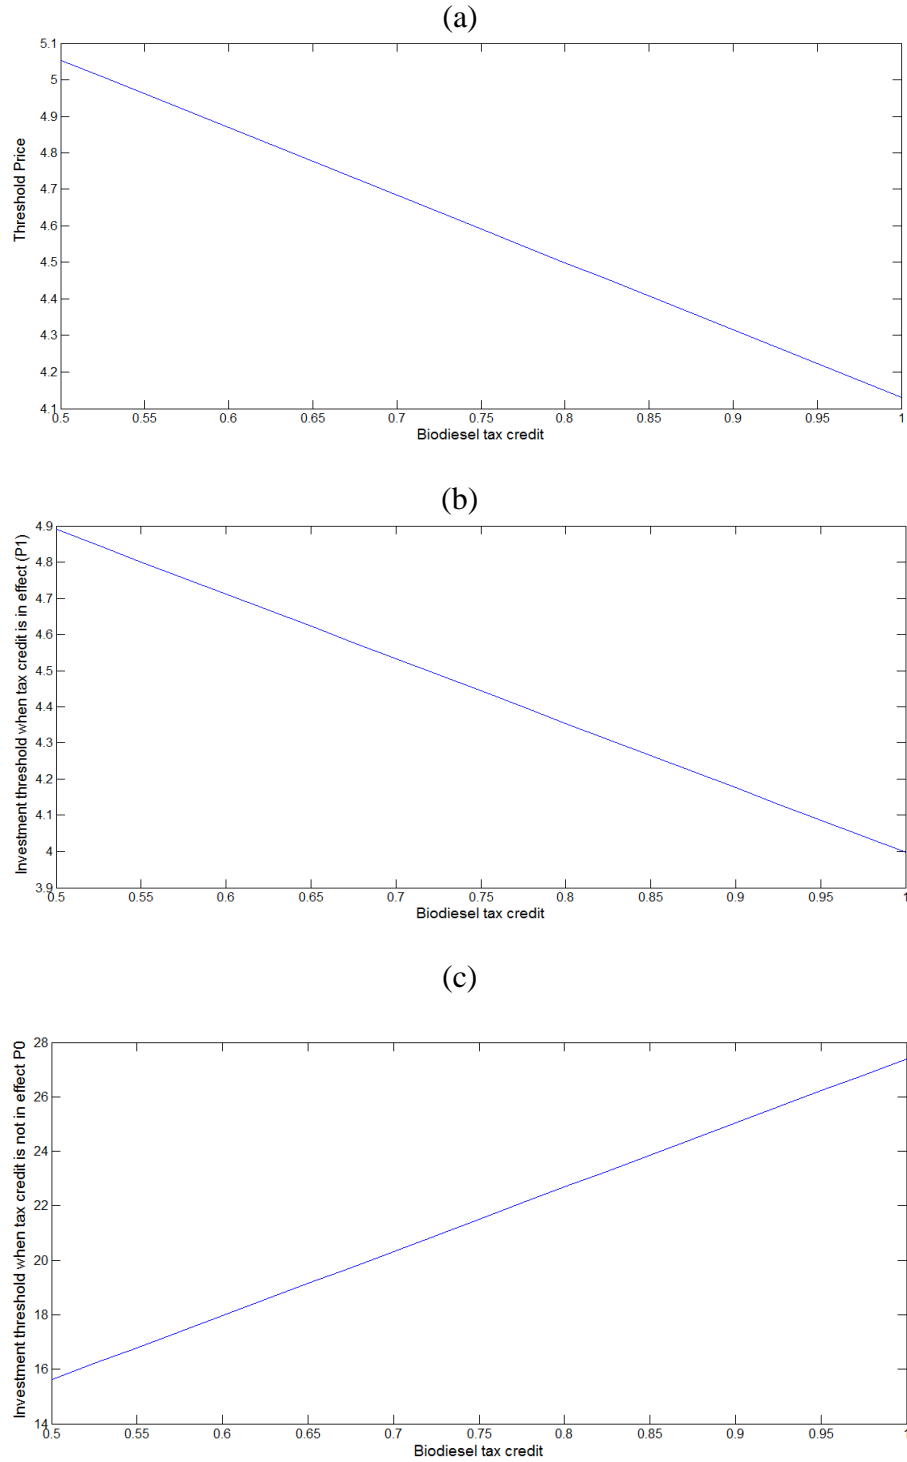 (a)
Threshold Price
5.1
5
4.9
4.8
4.7
4.6
4.5
4.4
4.3
4.2
4.1
0.5 0.55 0.6 0.65 0.7 0.75 0.8 0.85 0.9 0.95 1
Biodiesel tax credit
(b)
Investment threshold when tax credit is in effect (P1)
4.9
4.8
4.7
4.6
4.5
4.4
4.3
4.2
4.1
4
3.9
0.5 0.55 0.6 0.65 0.7 0.75 0.8 0.85 0.9 0.95 1
Biodiesel tax credit
(c)
Investment threshold when tax credit is not in effect P0
28
26
24
22
20
18
16
14
0.5 0.55 0.6 0.65 0.7 0.75 0.8 0.85 0.9 0.95 1
Biodiesel tax credit